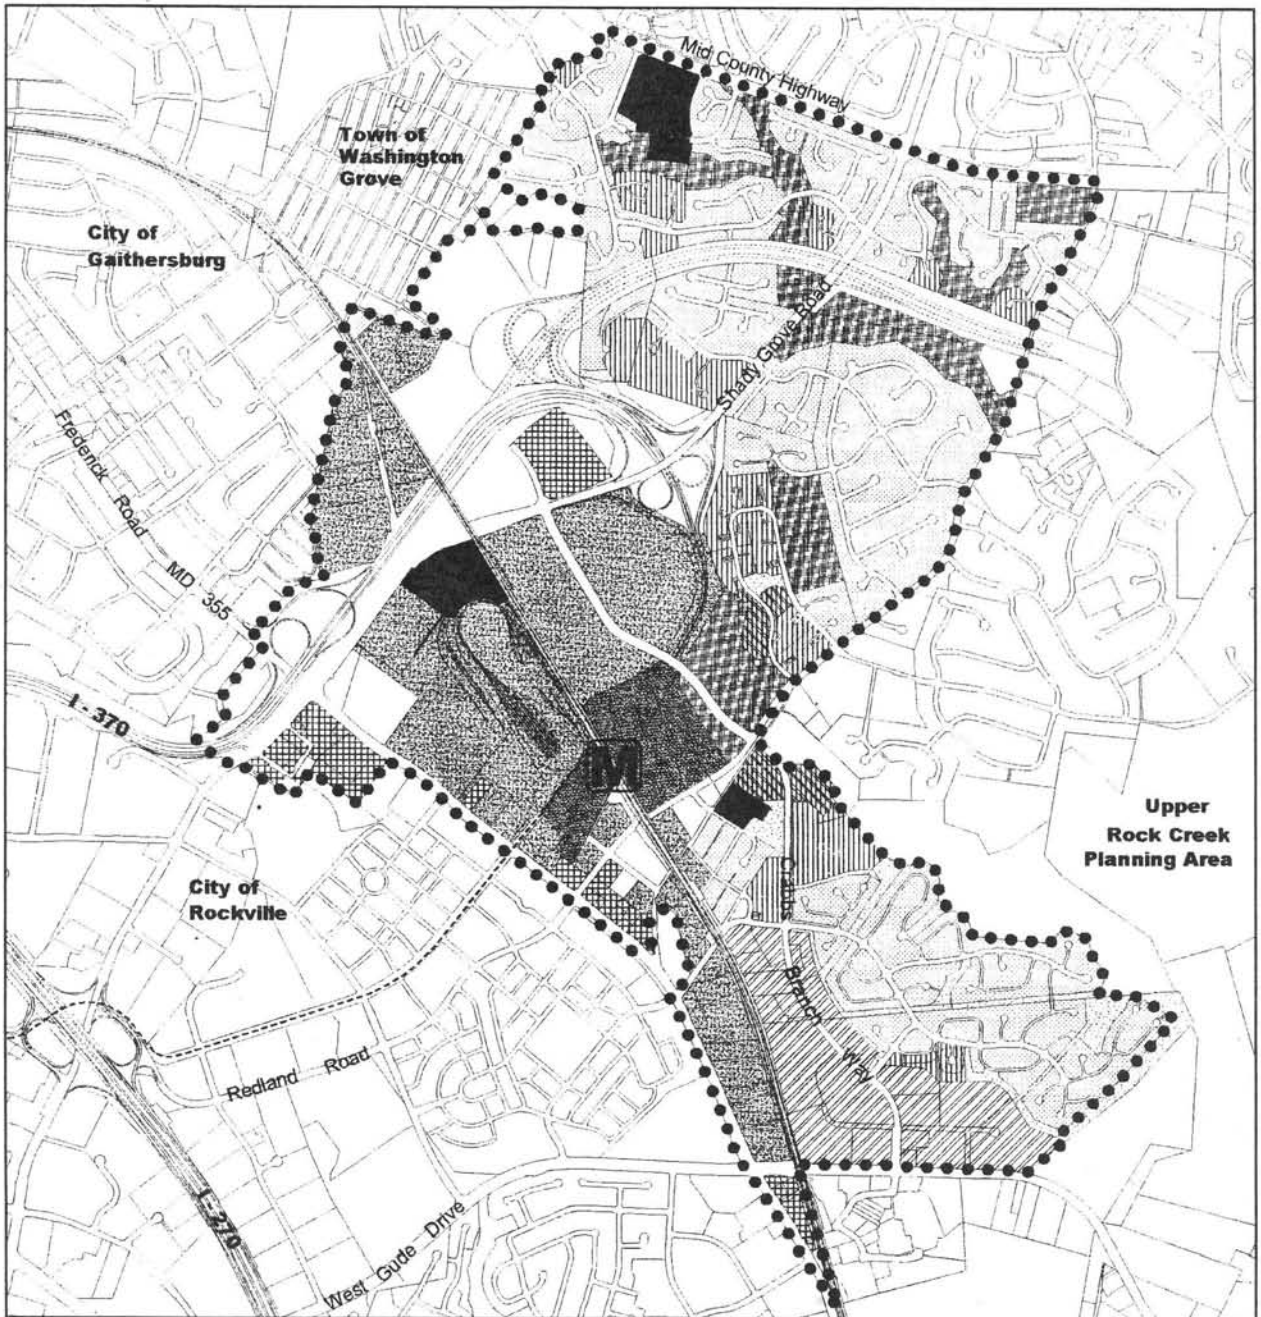 Mid County Highway
Town of
Washington
Grove
City of
Gaithersburg
Shady Grove Road
Frederick Road MD 355
I - 370
M
Upper
Rock Creek
Planning Area
City of
Rockville
Crabbs Branch Way
Redland Road
I - 270
West Gude Drive